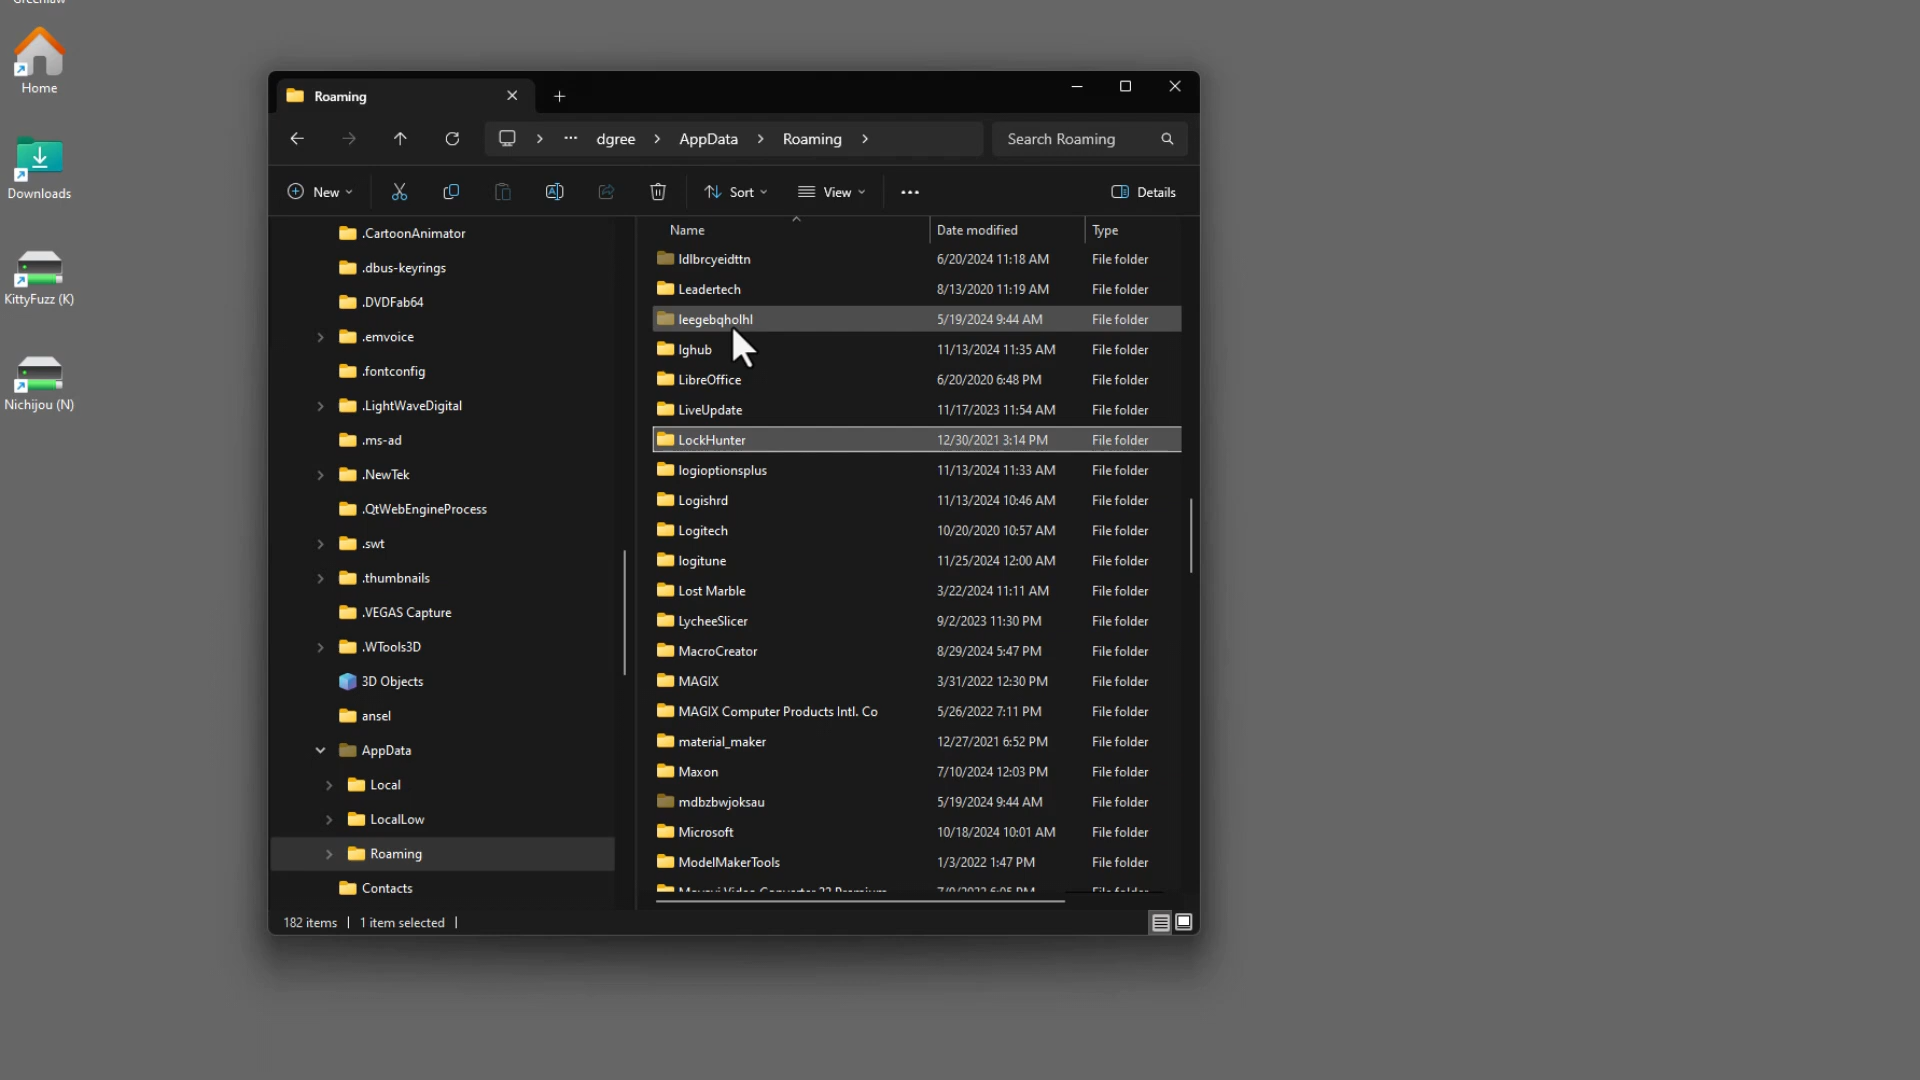 Greenlaw
Home
Downloads
KittyFuzz (K)
Nichijou (N)
Roaming
dgree AppData Roaming
Search Roaming
New
Sort
View
Details
.CartoonAnimator
.dbus-keyrings
.DVDFab64
.emvoice
.fontconfig
.LightWaveDigital
.ms-ad
.NewTek
.QtWebEngineProcess
.swt
.thumbnails
.VEGAS Capture
.WTools3D
3D Objects
ansel
AppData
Local
LocalLow
Roaming
Contacts
Name Date modified Type
ldlbrcyeidttn 6/20/2024 11:18 AM File folder
Leadertech 8/13/2020 11:19 AM File folder
leegebqholhl 5/19/2024 9:44 AM File folder
lghub 11/13/2024 11:35 AM File folder
LibreOffice 6/20/2020 6:48 PM File folder
LiveUpdate 11/17/2023 11:54 AM File folder
LockHunter 12/30/2021 3:14 PM File folder
logioptionsplus 11/13/2024 11:33 AM File folder
Logishrd 11/13/2024 10:46 AM File folder
Logitech 10/20/2020 10:57 AM File folder
logitune 11/25/2024 12:00 AM File folder
Lost Marble 3/22/2024 11:11 AM File folder
LycheeSlicer 9/2/2023 11:30 PM File folder
MacroCreator 8/29/2024 5:47 PM File folder
MAGIX 3/31/2022 12:30 PM File folder
MAGIX Computer Products Intl. Co 5/26/2022 7:11 PM File folder
material_maker 12/27/2021 6:52 PM File folder
Maxon 7/10/2024 12:03 PM File folder
mdbzbwjoksau 5/19/2024 9:44 AM File folder
Microsoft 10/18/2024 10:01 AM File folder
ModelMakerTools 1/3/2022 1:47 PM File folder
Movavi Video Converter 22 Premium File folder
182 items 1 item selected